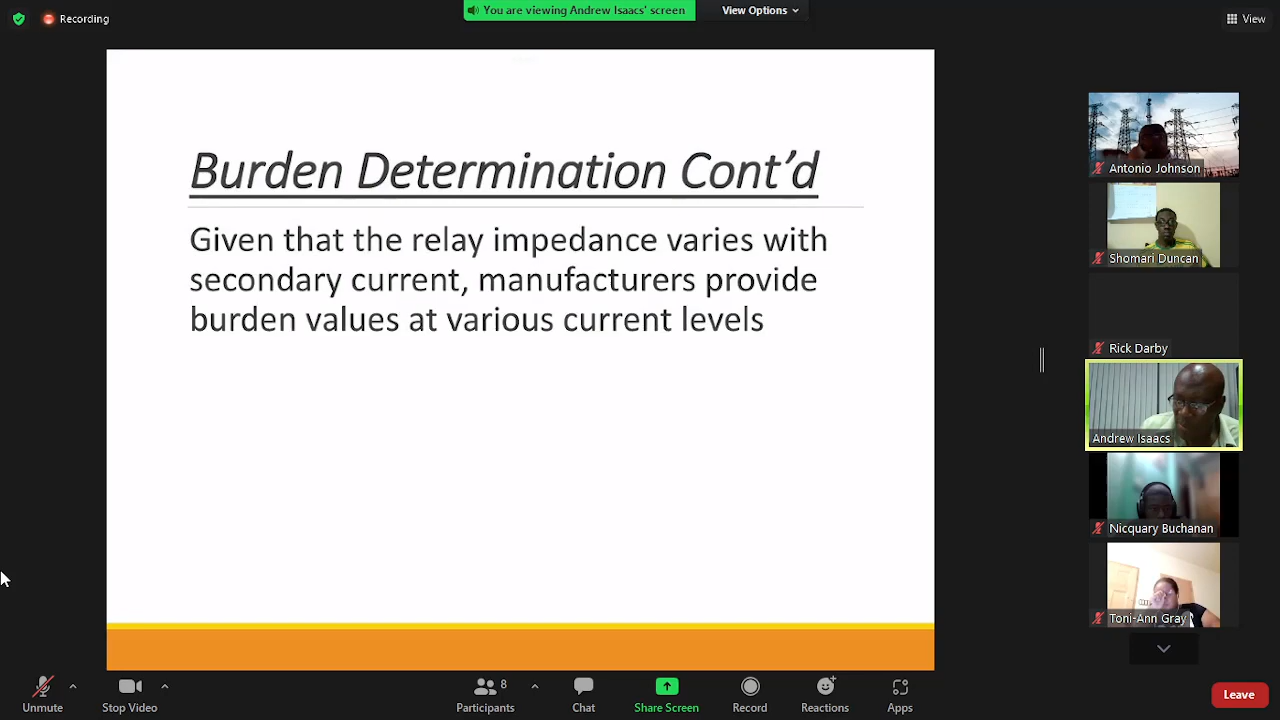 Recording
You are viewing Andrew Isaacs' screen
View Options
View
Burden Determination Cont'd
Given that the relay impedance varies with
secondary current, manufacturers provide
burden values at various current levels
Antonio Johnson
Shomari Duncan
Rick Darby
Andrew Isaacs
Nicquary Buchanan
Toni-Ann Gray
Unmute
Stop Video
8
Participants
Chat
Share Screen
Record
Reactions
Apps
Leave